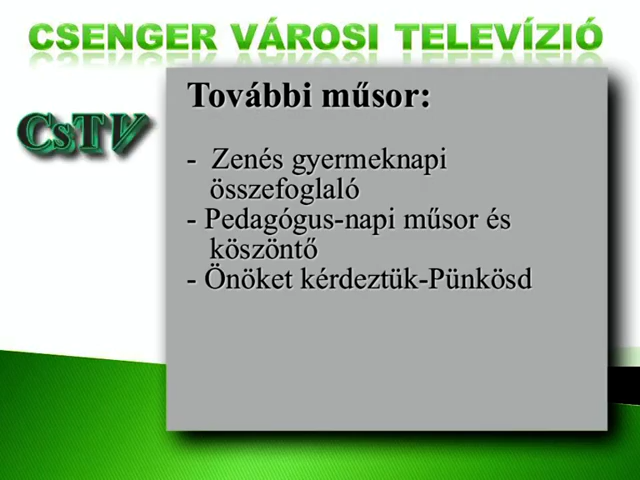 CSENGER VÁROSI TELEVÍZIÓ
CsTV
További műsor:
- Zenés gyermeknapi
összefoglaló
- Pedagógus-napi műsor és
köszöntő
- Önöket kérdeztük-Pünkösd